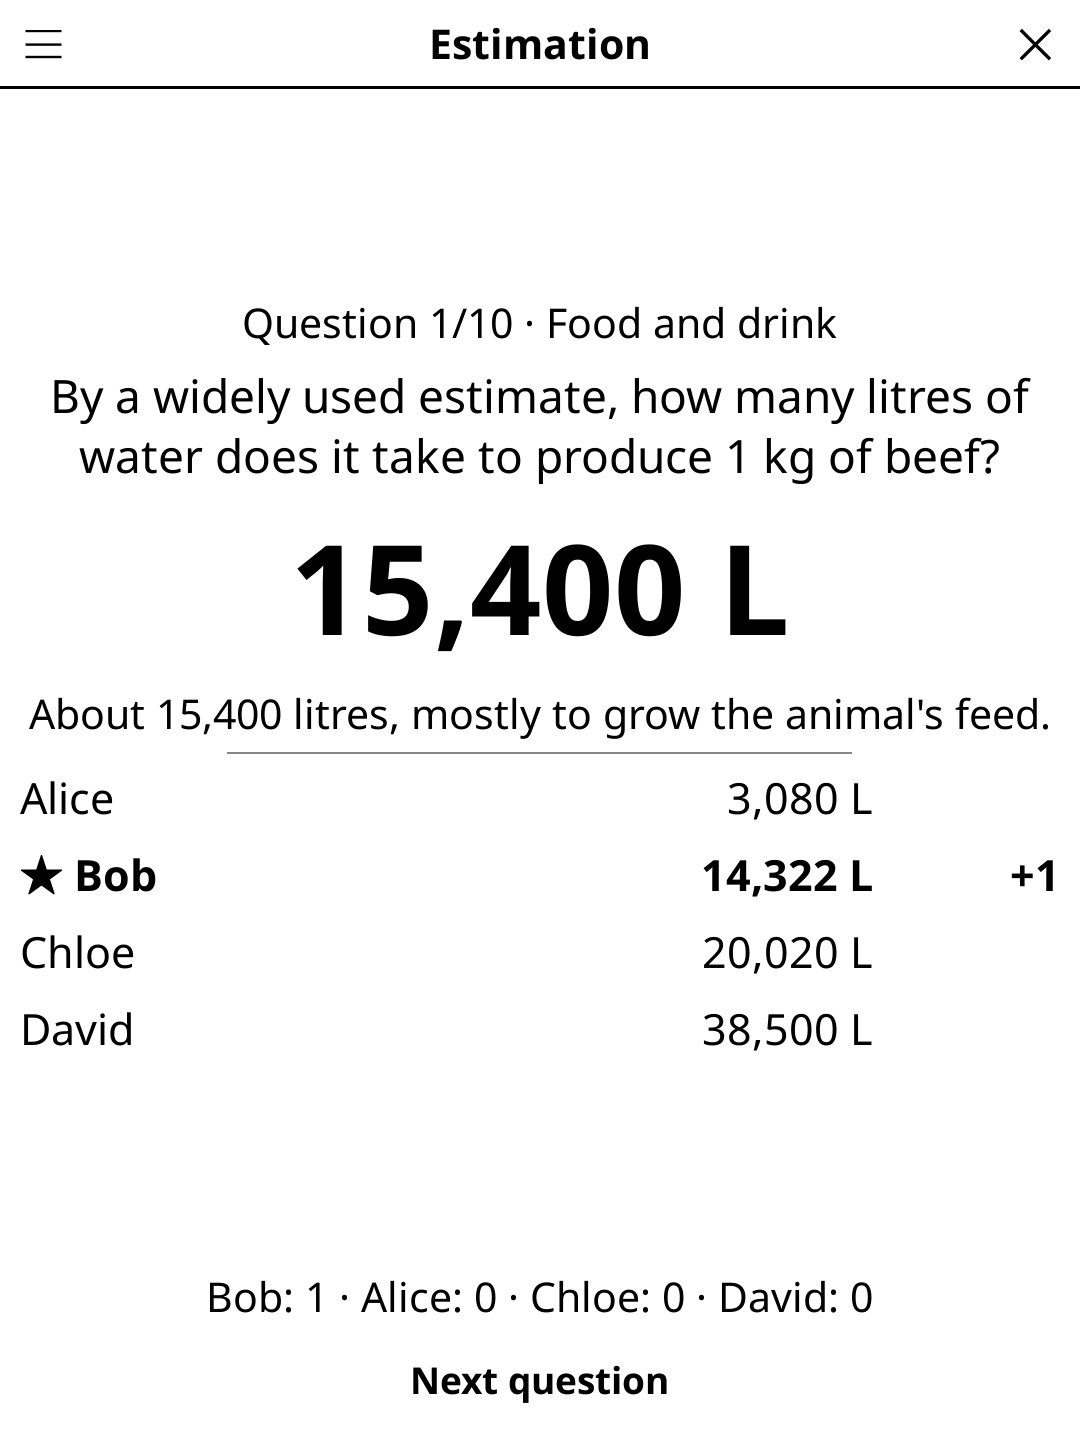 Estimation
Question 1/10 · Food and drink
By a widely used estimate, how many litres of
water does it take to produce 1 kg of beef?
15,400 L
About 15,400 litres, mostly to grow the animal's feed.
Alice 3,080 L
★ Bob 14,322 L +1
Chloe 20,020 L
David 38,500 L
Bob: 1 · Alice: 0 · Chloe: 0 · David: 0
Next question